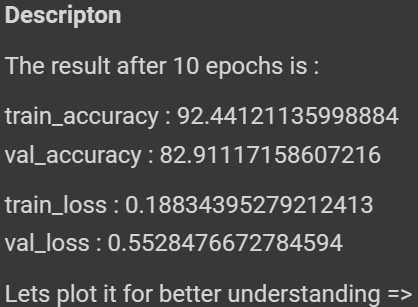 Descripton
The result after 10 epochs is :
train_accuracy : 92.44121135998884
val_accuracy : 82.91117158607216
train_loss : 0.18834395279212413
val_loss : 0.5528476672784594
Lets plot it for better understanding =>